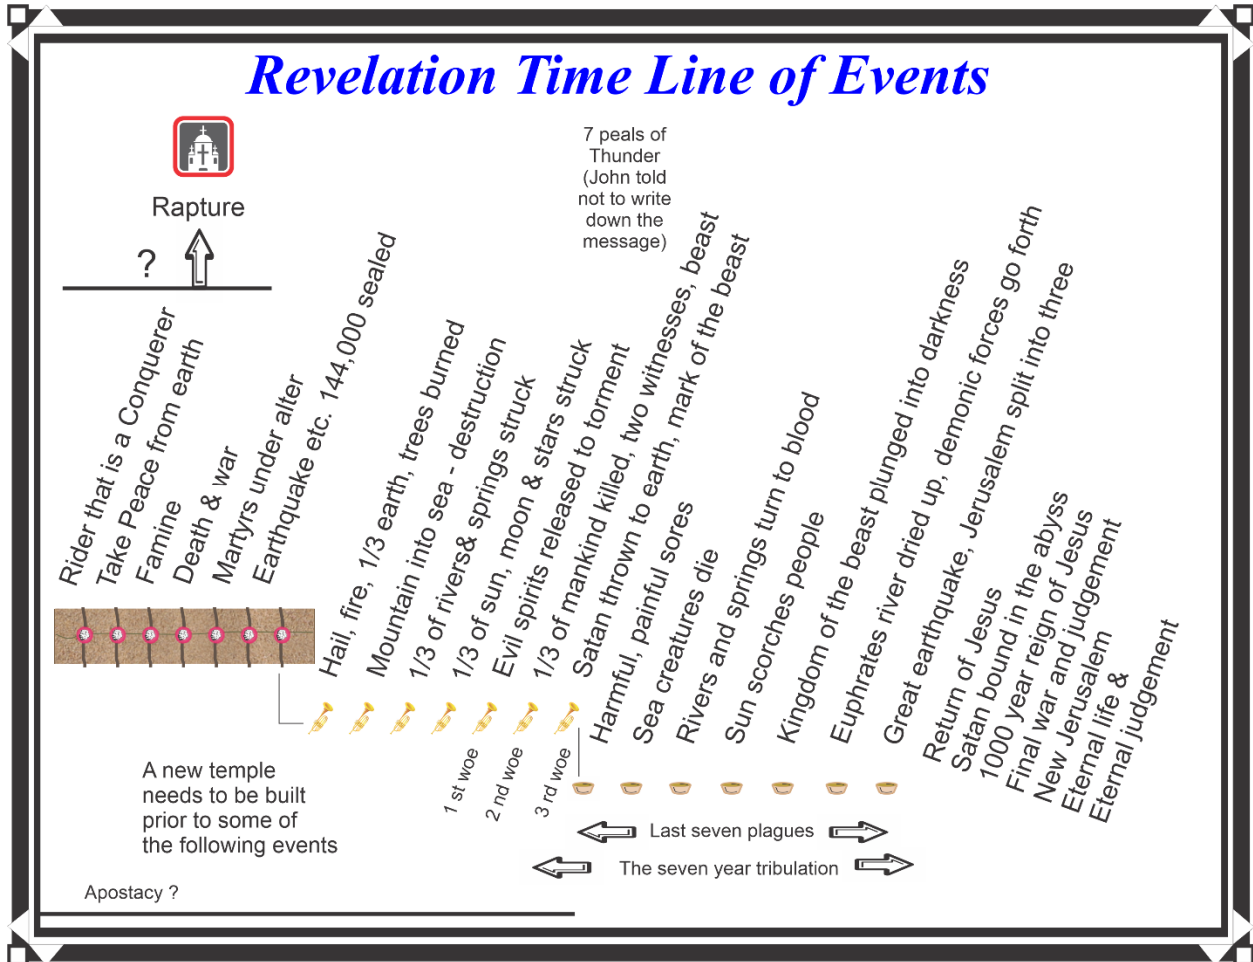 Revelation Time Line of Events
7 peals of
Thunder
(John told
not to write
down the
message)
Rapture
?
Rider that is a Conquerer
Take Peace from earth
Famine
Death & war
Martyrs under alter
Earthquake etc. 144,000 sealed
Hail, fire, 1/3 earth, trees burned
Mountain into sea - destruction
1/3 of rivers& springs struck
1/3 of sun, moon & stars struck
Evil spirits released to torment
1/3 of mankind killed, two witnesses, beast
Satan thrown to earth, mark of the beast
Harmful, painful sores
Sea creatures die
Rivers and springs turn to blood
Sun scorches people
Kingdom of the beast plunged into darkness
Euphrates river dried up, demonic forces go forth
Great earthquake, Jerusalem split into three
Return of Jesus
Satan bound in the abyss
1000 year reign of Jesus
Final war and judgement
New Jerusalem
Eternal life &
Eternal judgement
1 st woe
2 nd woe
3 rd woe
A new temple
needs to be built
prior to some of
the following events
Last seven plagues
The seven year tribulation
Apostacy ?